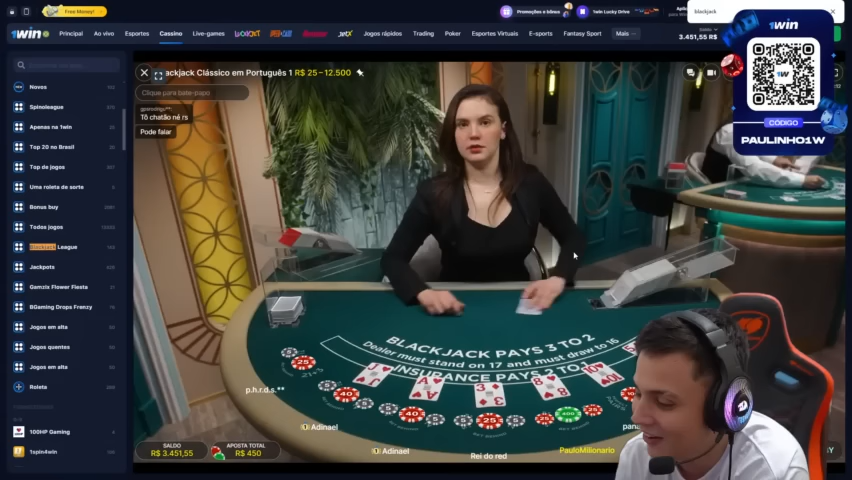 Free Money!
Promoções e bônus
1win Lucky Drive
blackjack
1win
Principal
Ao vivo
Esportes
Cassino
Live-games
Jogos rápidos
Trading
Poker
Esportes Virtuais
E-sports
Fantasy Sport
Mais
3.451,55 R$
1win
1W
CÓDIGO
PAULINHO1W
Novos
Spinoleague
Apenas na 1win
Top 20 no Brasil
Top de jogos
Uma roleta de sorte
Bonus buy
Todos jogos
Blackjack League
Jackpots
Gamzix Flower Fiesta
BGaming Drops Frenzy
Jogos em alta
Jogos quentes
Jogos em alta
Roleta
100HP Gaming
1spin4win
ackjack Clássico em Português 1 R$ 25 – 12.500
Clique para bate-papo
Tô chatão né rs
Pode falar
BLACKJACK PAYS 3 TO 2
Dealer must stand on 17 and must draw to 16
INSURANCE PAYS 2 TO
p.h.r.d.s.**
Adinael
Adinael
Rei do red
PauloMilionario
SALDO
R$ 3.451,55
APOSTA TOTAL
R$ 450